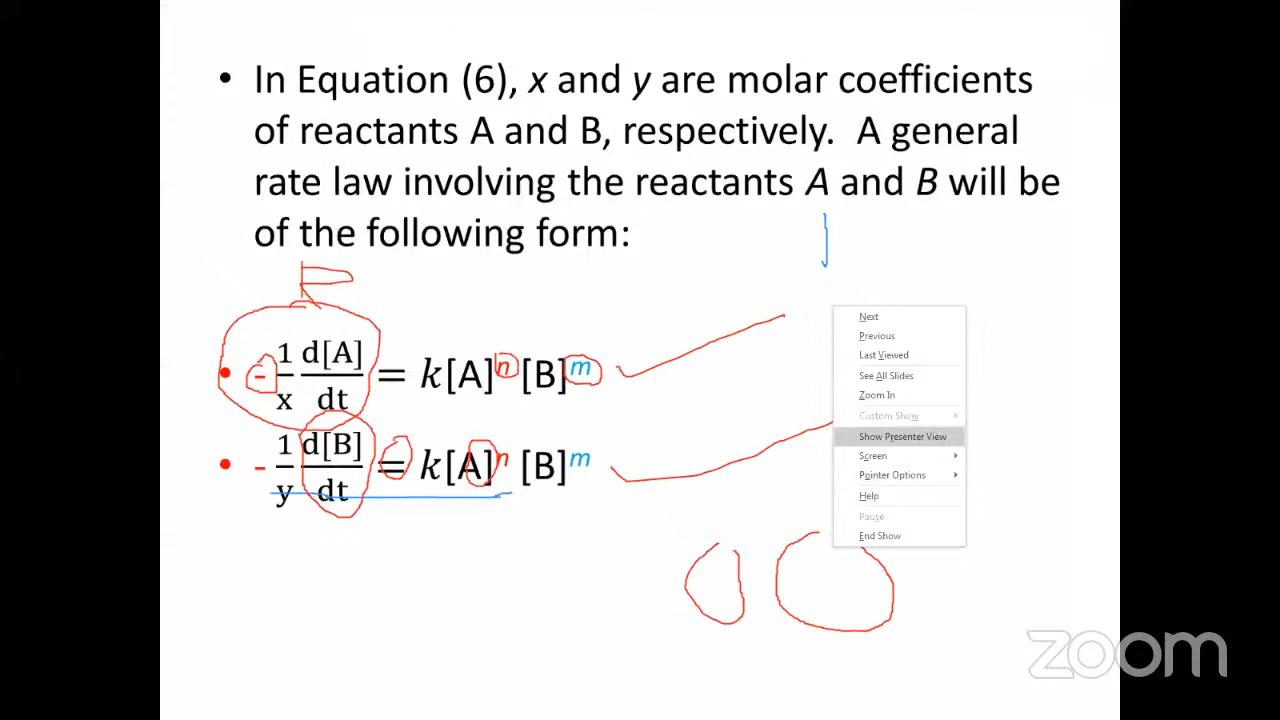 • In Equation (6), x and y are molar coefficients
of reactants A and B, respectively. A general
rate law involving the reactants A and B will be
of the following form:
• - 1/x d[A]/dt = k[A]ⁿ [B]ᵐ
• - 1/y d[B]/dt = k[A]ⁿ [B]ᵐ
Next
Previous
Last Viewed
See All Slides
Zoom In
Custom Show
Show Presenter View
Screen
Pointer Options
Help
Pause
End Show
zoom